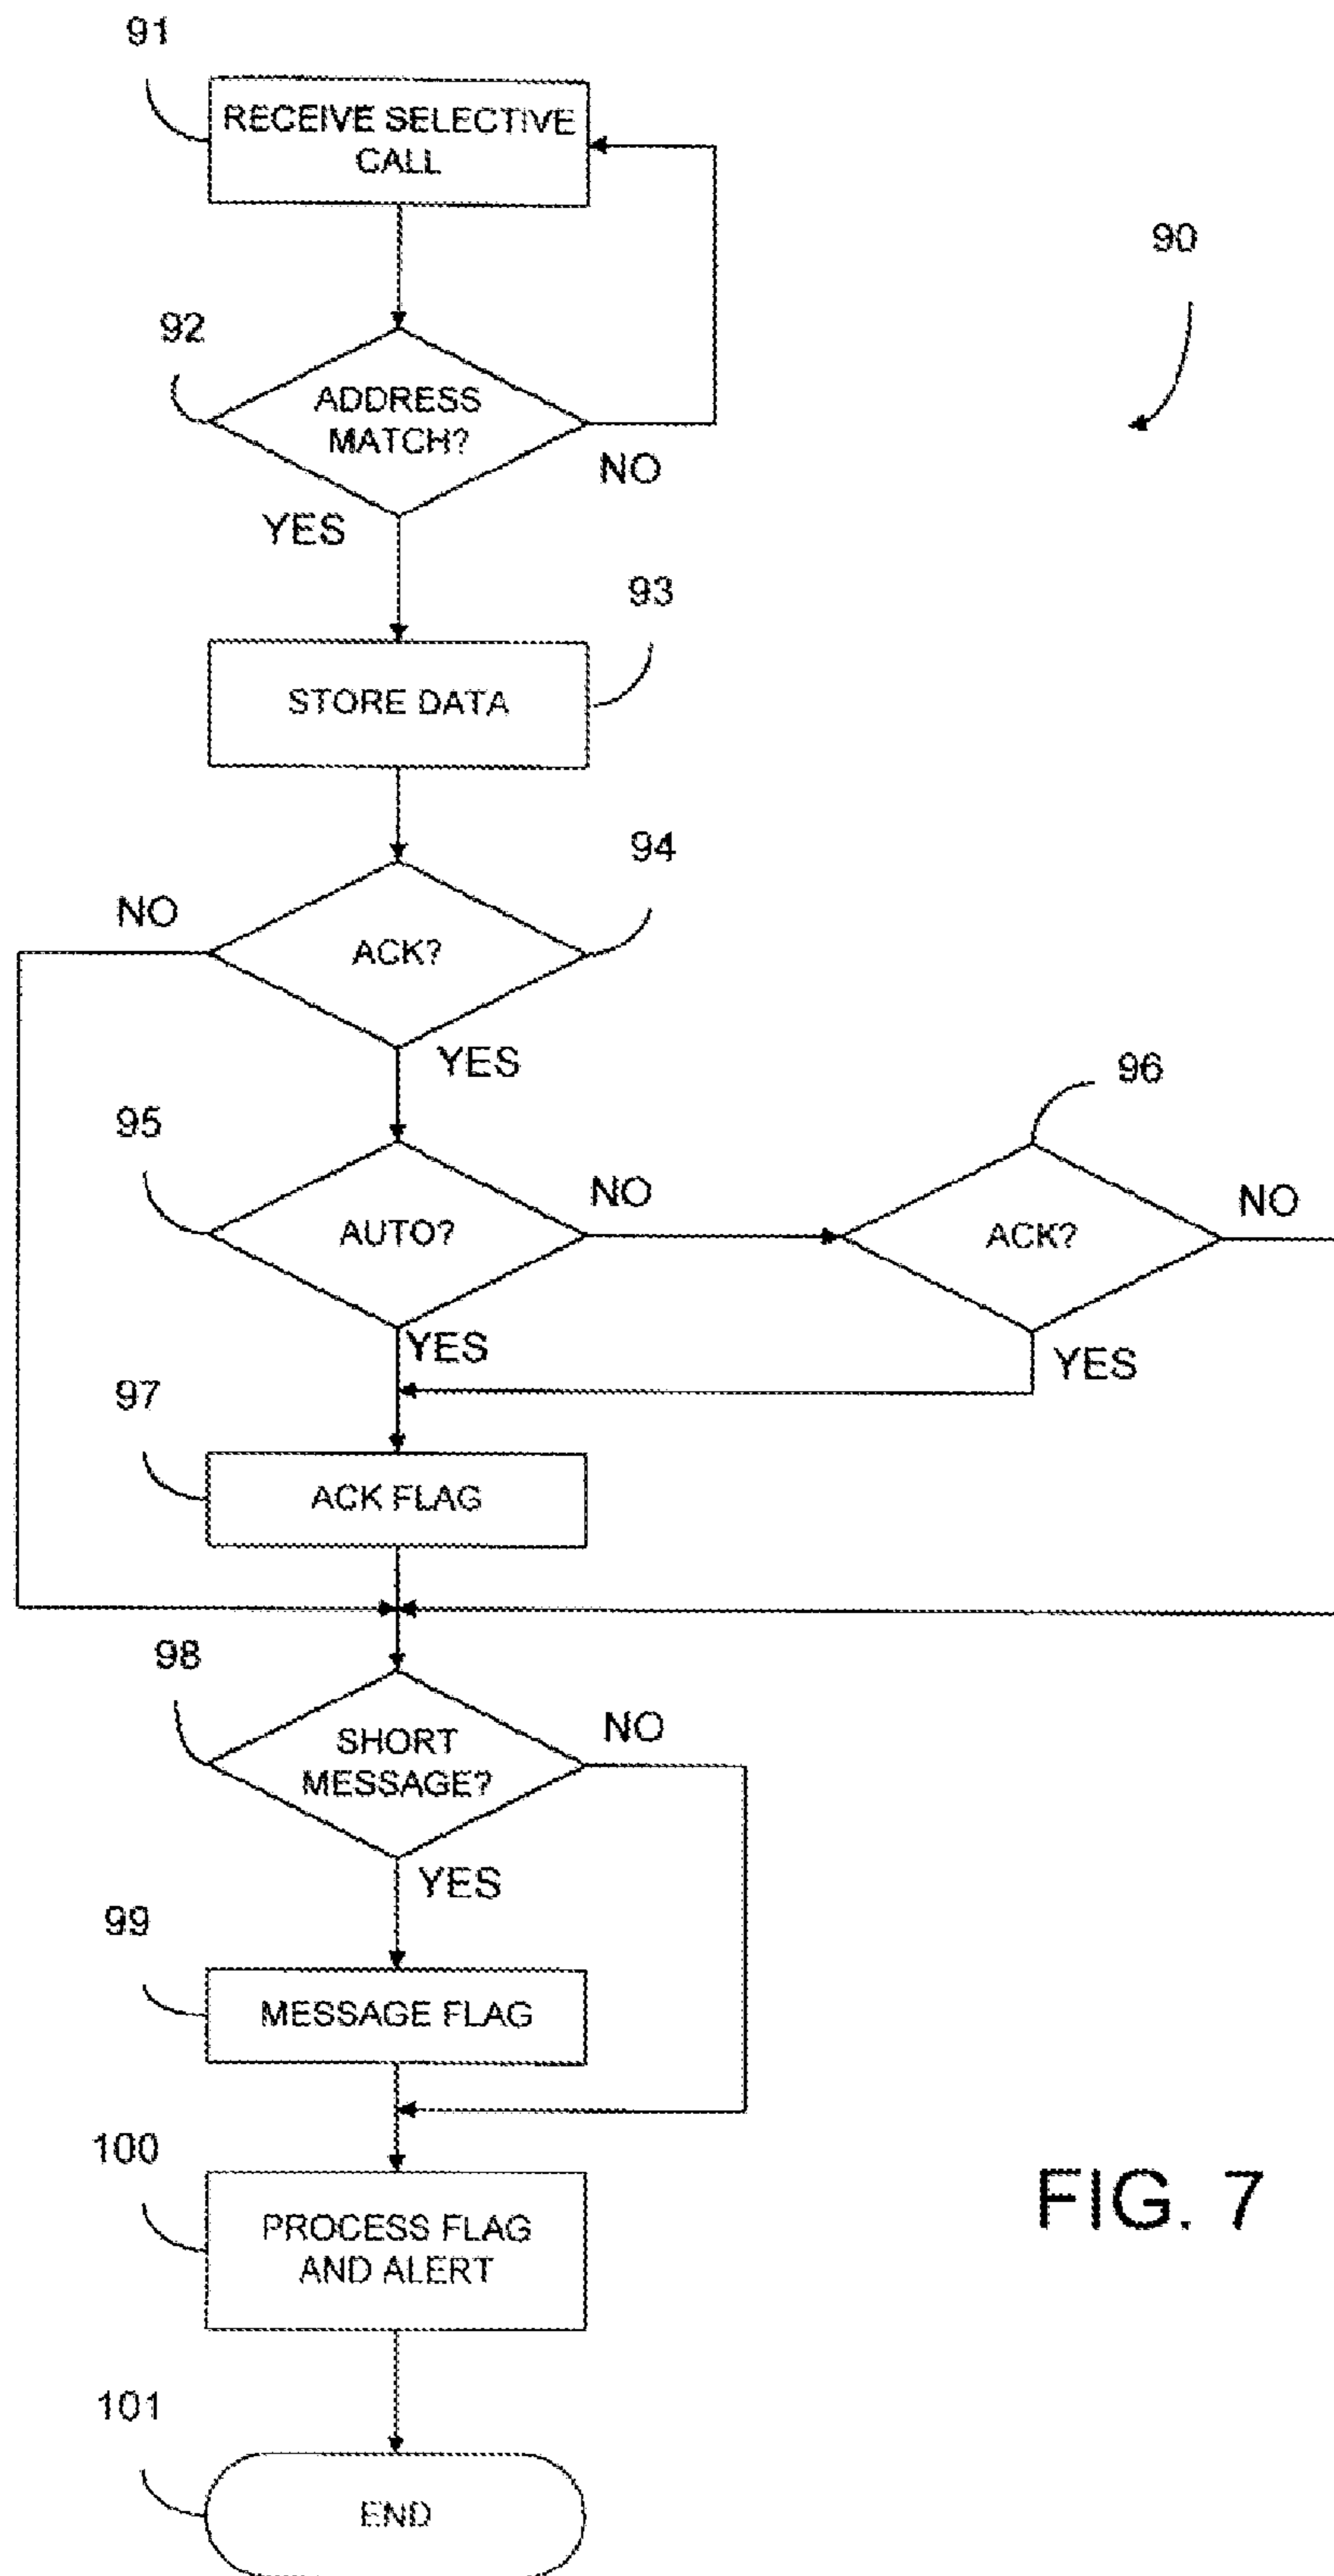 91
RECEIVE SELECTIVE
CALL
90
92
ADDRESS
MATCH?
NO
YES
93
STORE DATA
94
NO
ACK?
YES
96
95
NO
NO
AUTO?
ACK?
YES
YES
97
ACK FLAG
98
NO
SHORT
MESSAGE?
YES
99
MESSAGE FLAG
100
PROCESS FLAG
AND ALERT
FIG. 7
101
END